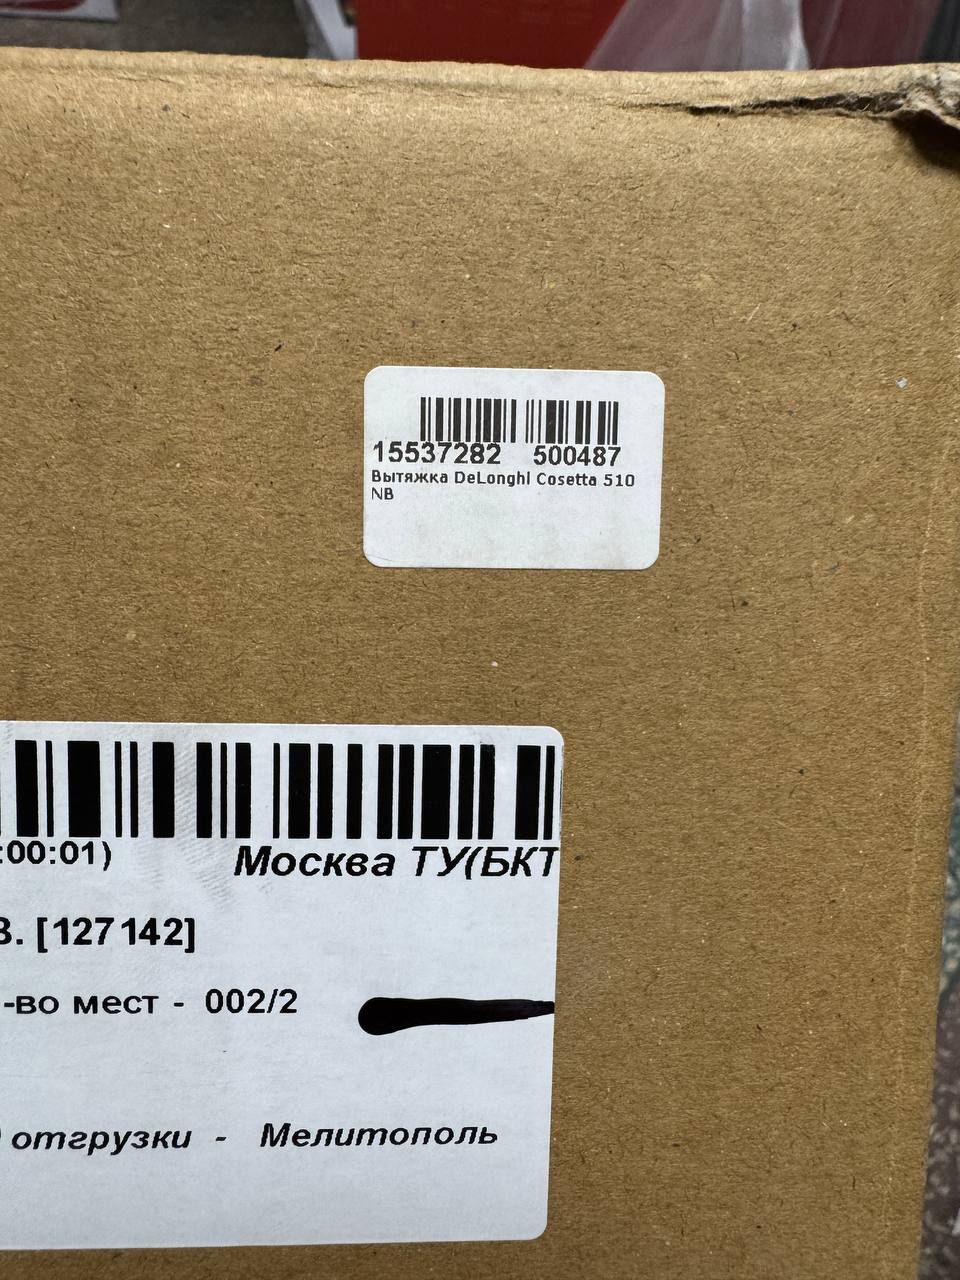 15537282 500487
Вытяжка DeLonghi Cosetta 510
NB
:00:01) Москва ТУ(БКТ
В. [127142]
-во мест - 002/2
отгрузки - Мелитополь